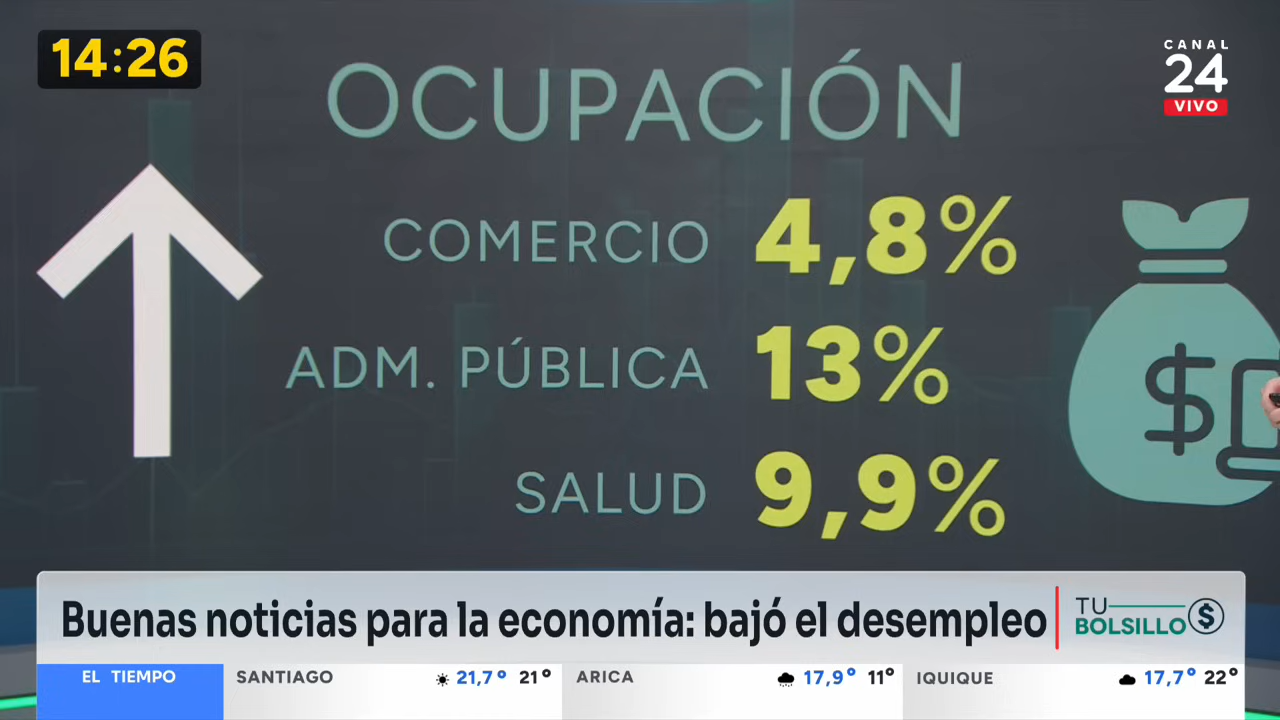 14:26
CANAL
24
VIVO
OCUPACIÓN
COMERCIO 4,8%
ADM. PÚBLICA 13%
SALUD 9,9%
$
Buenas noticias para la economía: bajó el desempleo
TU
BOLSILLO $
EL TIEMPO SANTIAGO 21,7° 21° ARICA 17,9° 11° IQUIQUE 17,7° 22°